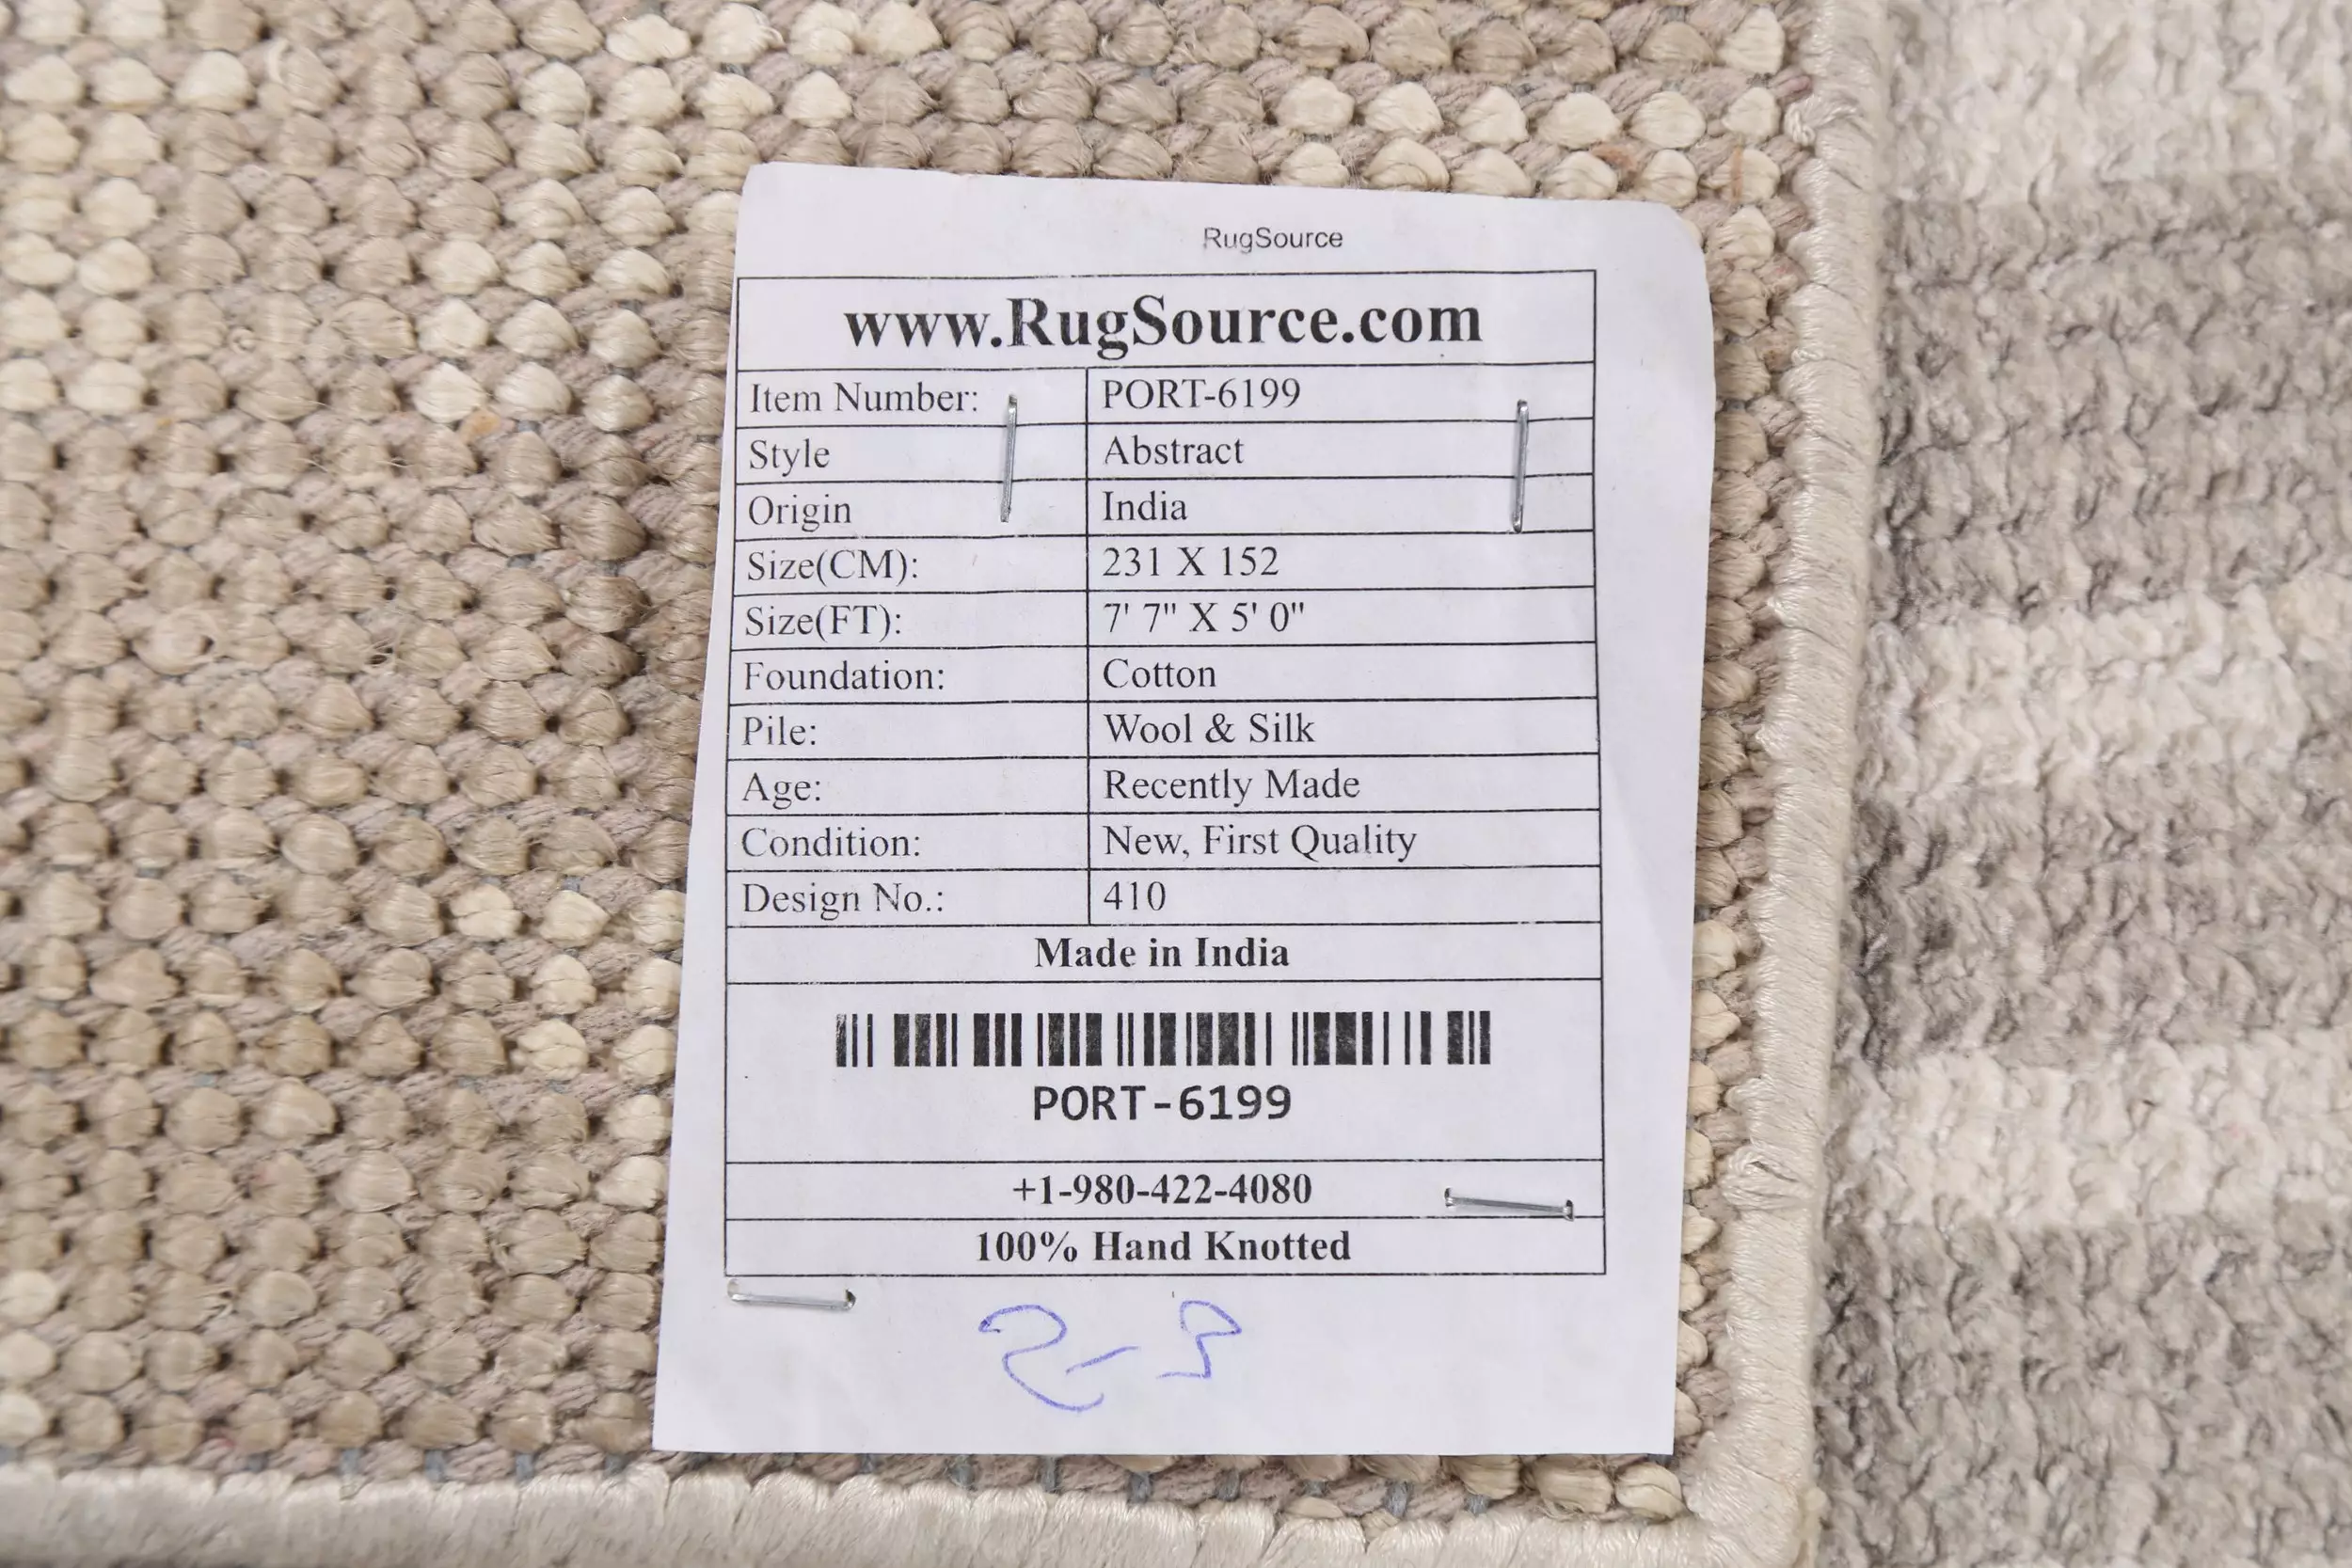 RugSource
www.RugSource.com
Item Number: PORT-6199
Style Abstract
Origin India
Size(CM): 231 X 152
Size(FT): 7' 7" X 5' 0"
Foundation: Cotton
Pile: Wool & Silk
Age: Recently Made
Condition: New, First Quality
Design No.: 410
Made in India
PORT-6199
+1-980-422-4080
100% Hand Knotted